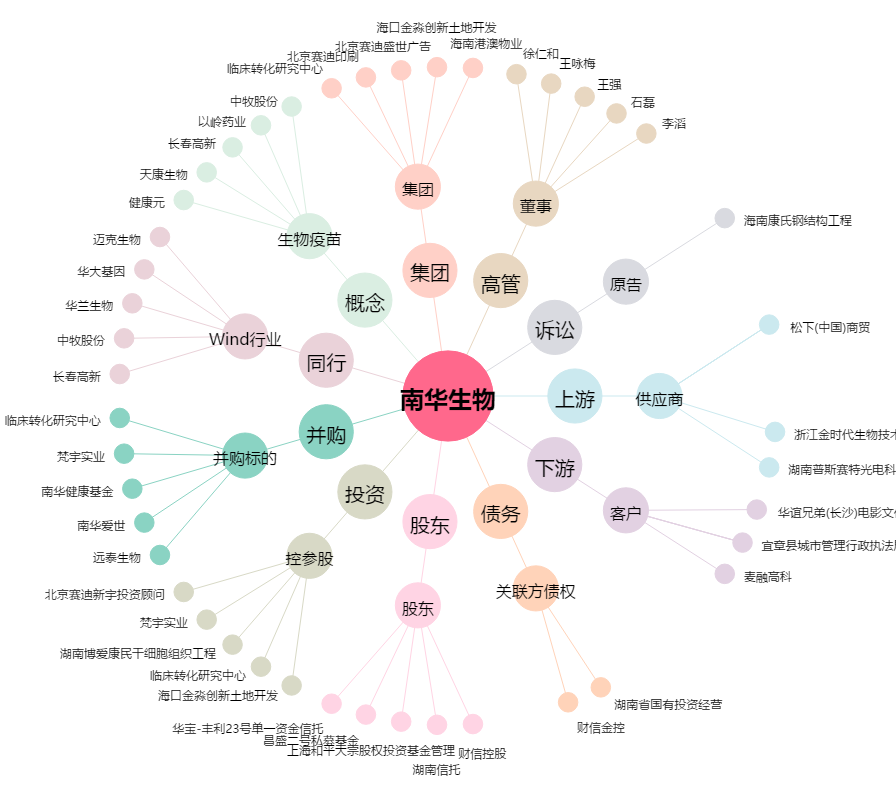 海口金淼创新土地开发
北京赛迪盛世广告
海南港澳物业
北京赛迪印刷
临床转化研究中心
徐仁和
王咏梅
王强
石磊
李滔
中牧股份
以岭药业
长春高新
天康生物
健康元
集团
董事
生物疫苗
海南康氏钢结构工程
迈克生物
华大基因
华兰生物
中牧股份
长春高新
集团
高管
原告
概念
诉讼
松下(中国)商贸
Wind行业
同行
南华生物
上游
供应商
临床转化研究中心
浙江金时代生物技术
梵宇实业
并购标的
并购
下游
湖南普斯赛特光电科
南华健康基金
投资
股东
债务
客户
华谊兄弟(长沙)电影文化
南华爱世
宜章县城市管理行政执法局
远泰生物
控参股
麦融高科
北京赛迪新宇投资顾问
关联方债权
梵宇实业
股东
湖南博爱康民干细胞组织工程
临床转化研究中心
海口金淼创新土地开发
湖南省国有投资经营
财信金控
华宝-丰利23号单一资金信托
昌盛二号私募基金
上海和平大宗股权投资基金管理
财信控股
湖南信托